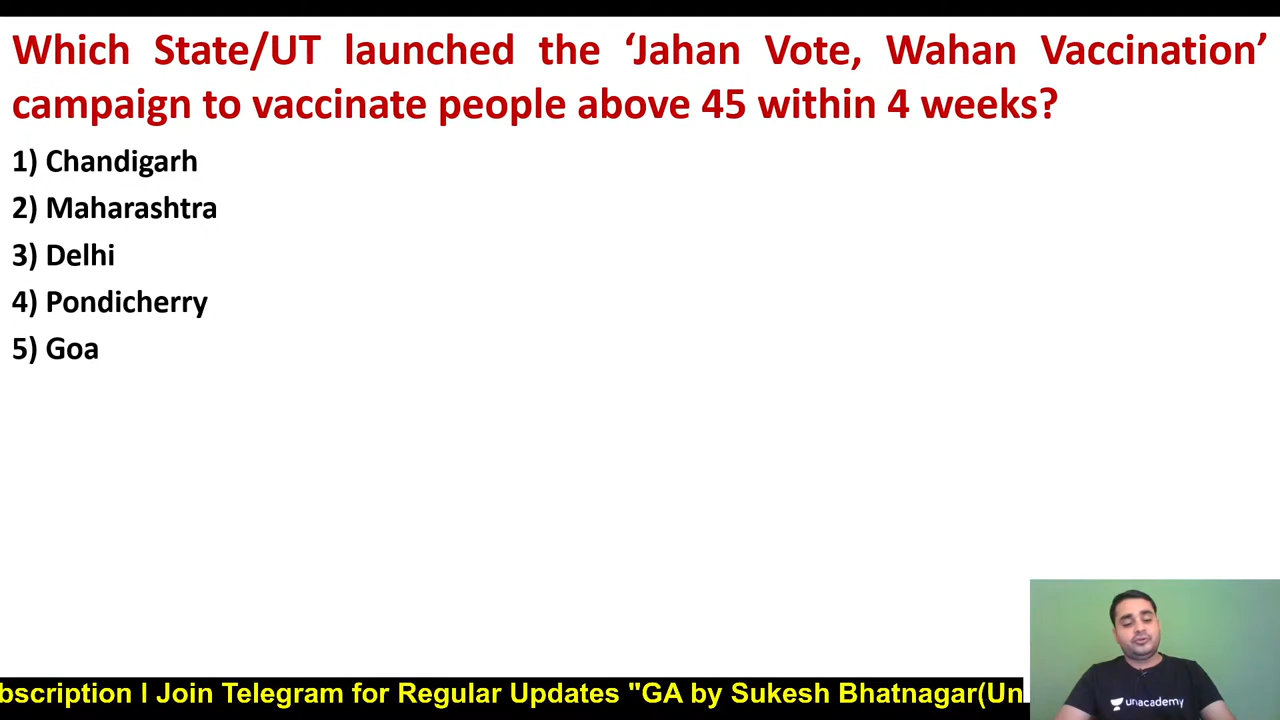 Which State/UT launched the ‘Jahan Vote, Wahan Vaccination’
campaign to vaccinate people above 45 within 4 weeks?
1) Chandigarh
2) Maharashtra
3) Delhi
4) Pondicherry
5) Goa
bscription I Join Telegram for Regular Updates "GA by Sukesh Bhatnagar(Un
unacademy